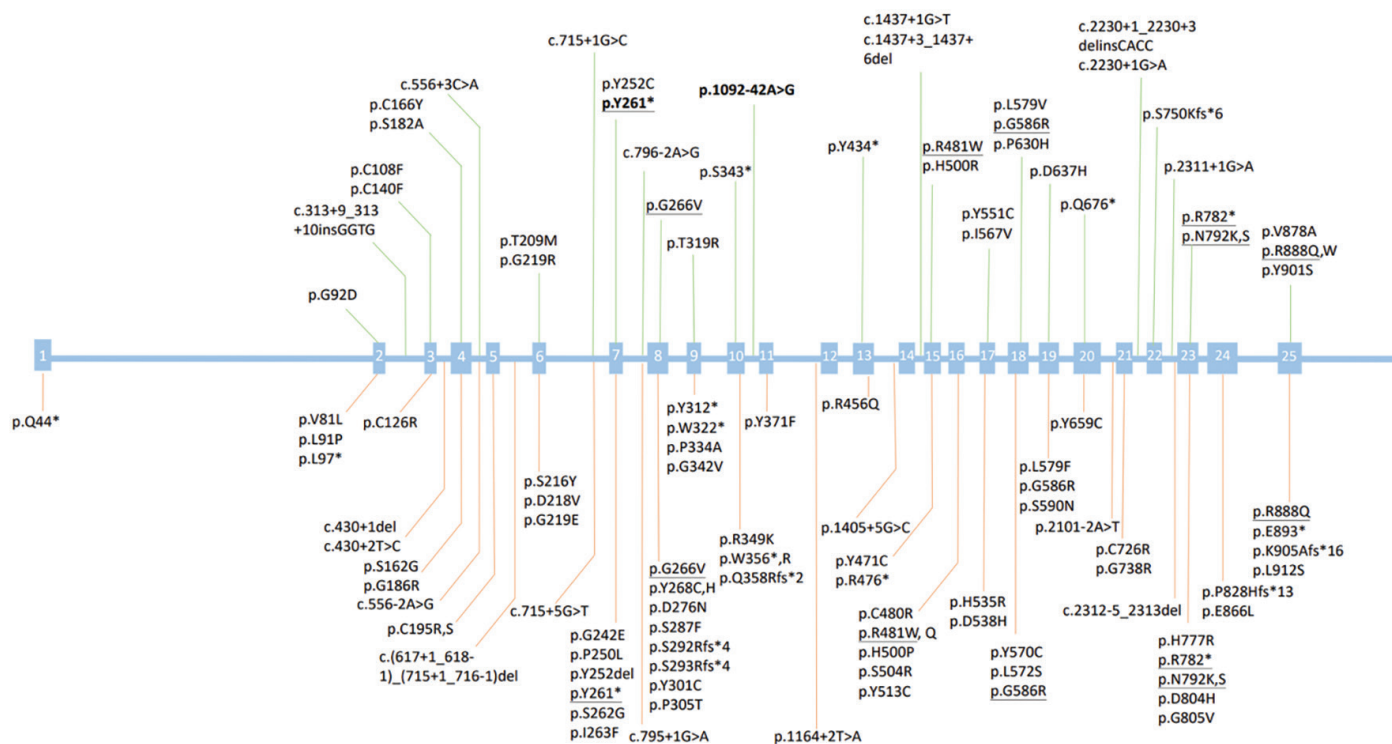 c.1437+1G>T
c.1437+3_1437+
6del
c.2230+1_2230+3
delinsCACC
c.2230+1G>A
c.715+1G>C
c.556+3C>A
p.Y252C
p.Y261*
p.1092-42A>G
p.C166Y
p.S182A
p.L579V
p.G586R
p.P630H
p.S750Kfs*6
c.796-2A>G
p.Y434*
p.R481W
p.H500R
p.C108F
p.C140F
p.S343*
p.D637H
p.2311+1G>A
c.313+9_313
+10insGGTG
p.G266V
p.Q676*
p.R782*
p.N792K,S
p.T209M
p.G219R
p.T319R
p.Y551C
p.I567V
p.V878A
p.R888Q,W
p.Y901S
p.G92D
1 2 3 4 5 6 7 8 9 10 11 12 13 14 15 16 17 18 19 20 21 22 23 24 25
p.Q44*
p.V81L
p.L91P
p.L97*
p.C126R
p.Y312*
p.W322*
p.P334A
p.G342V
p.Y371F
p.R456Q
p.Y659C
p.S216Y
p.D218V
p.G219E
p.L579F
p.G586R
p.S590N
c.430+1del
c.430+2T>C
p.1405+5G>C
p.2101-2A>T
p.R349K
p.W356*,R
p.Q358Rfs*2
p.R888Q
p.E893*
p.K905Afs*16
p.L912S
p.S162G
p.G186R
p.Y471C
p.R476*
p.C726R
p.G738R
c.556-2A>G
c.715+5G>T
p.G266V
p.Y268C,H
p.D276N
p.S287F
p.S292Rfs*4
p.S293Rfs*4
p.Y301C
p.P305T
p.P828Hfs*13
p.E866L
p.C195R,S
p.C480R
p.R481W, Q
p.H500P
p.S504R
p.Y513C
p.H535R
p.D538H
c.2312-5_2313del
c.(617+1_618-
1)_(715+1_716-1)del
p.G242E
p.P250L
p.Y252del
p.Y261*
p.S262G
p.I263F
p.Y570C
p.L572S
p.G586R
p.H777R
p.R782*
p.N792K,S
p.D804H
p.G805V
c.795+1G>A
p.1164+2T>A